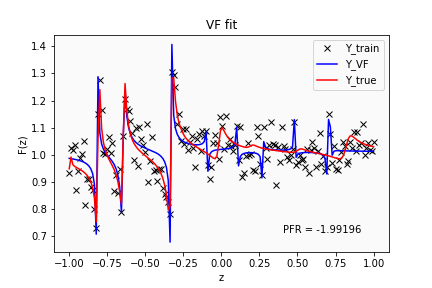 VF fit
Y_train
Y_VF
Y_true
F(z)
1.4
1.3
1.2
1.1
1.0
0.9
0.8
0.7
PFR = -1.99196
−1.00 −0.75 −0.50 −0.25 0.00 0.25 0.50 0.75 1.00
z